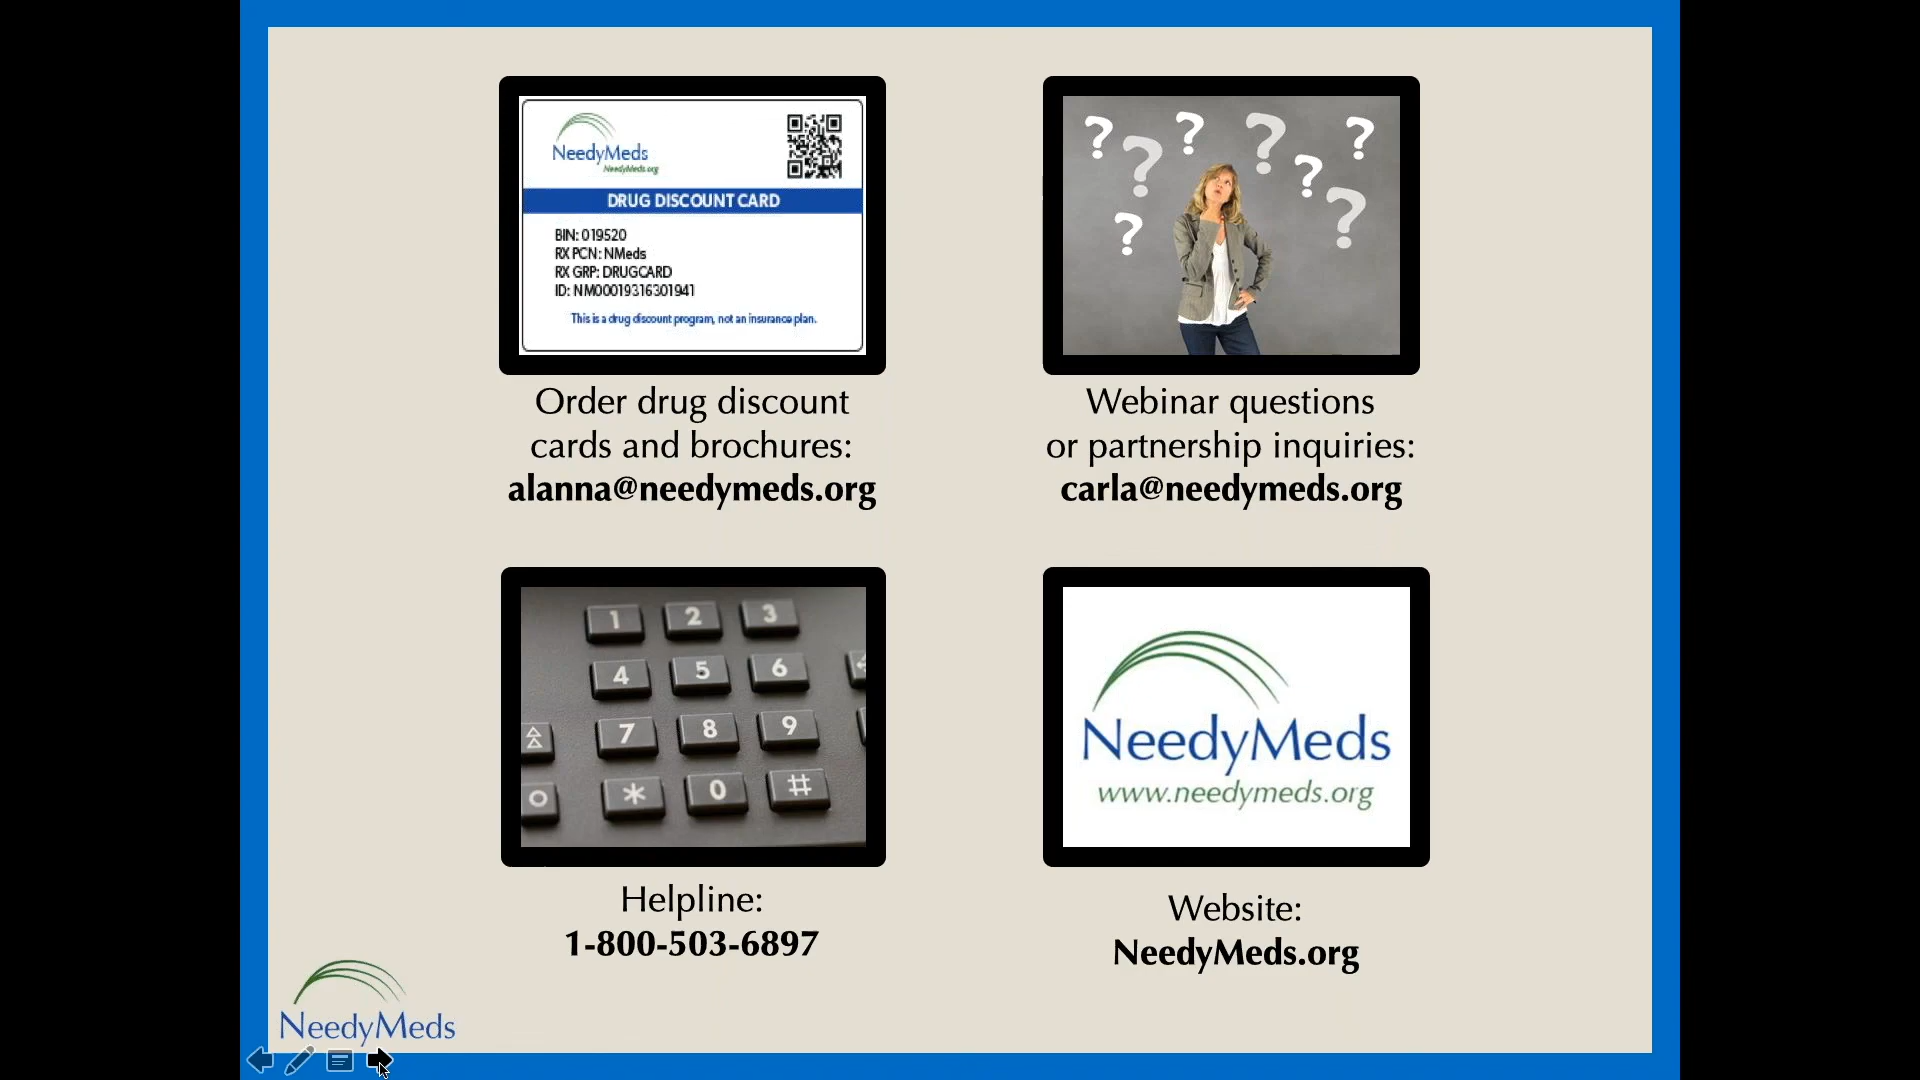 NeedyMeds
NeedyMeds.org
DRUG DISCOUNT CARD
BIN: 019520
RX PCN: NMeds
RX GRP: DRUGCARD
ID: NM00019316301941
This is a drug discount program, not an insurance plan.
Order drug discount
cards and brochures:
alanna@needymeds.org
? ? ? ? ? ? ? ?
Webinar questions
or partnership inquiries:
carla@needymeds.org
1 2 3
4 5 6
7 8 9
* 0 #
Helpline:
1-800-503-6897
NeedyMeds
www.needymeds.org
Website:
NeedyMeds.org
NeedyMeds